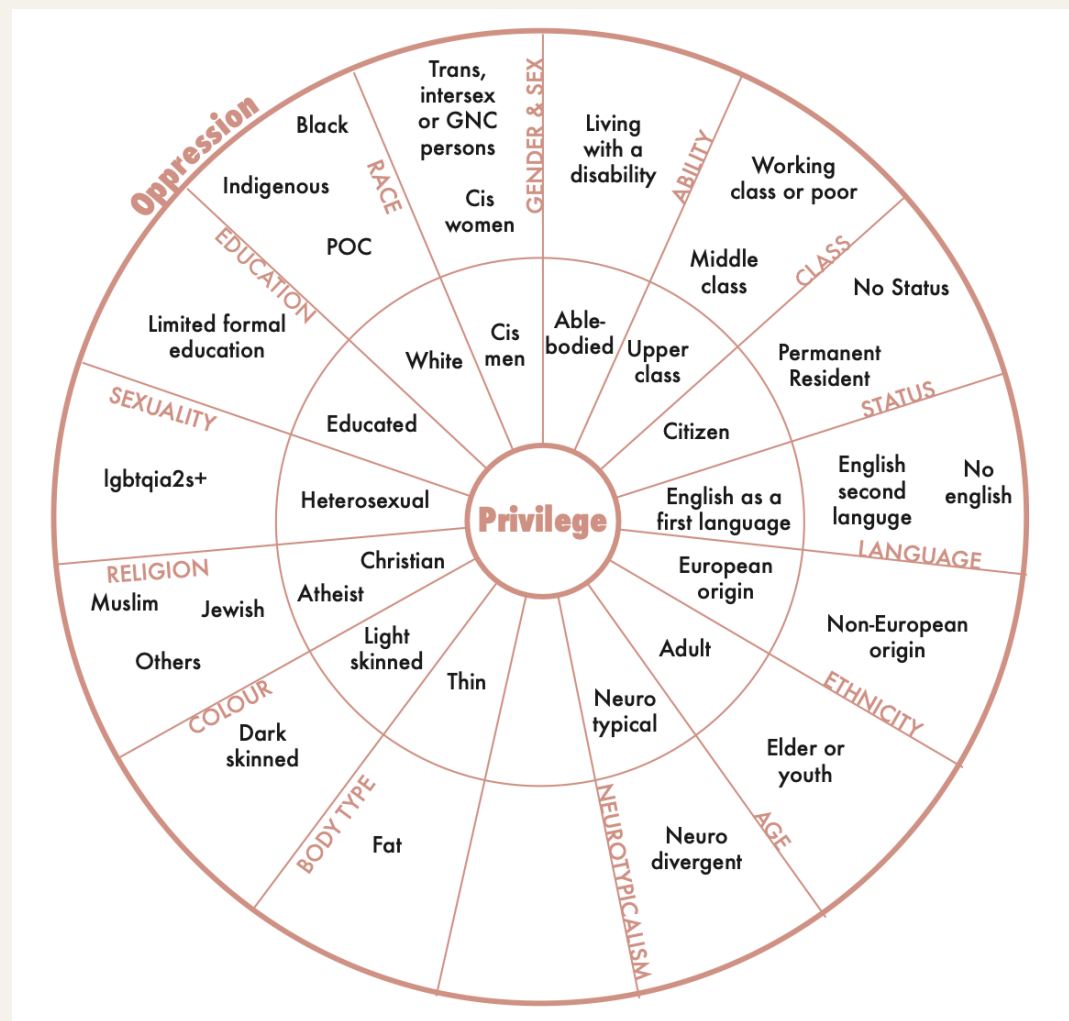 Oppression
Privilege
GENDER & SEX
Trans,
intersex
or GNC
persons
Cis
women
Cis
men
ABILITY
Living
with a
disability
Able-
bodied
CLASS
Working
class or poor
Middle
class
Upper
class
STATUS
No Status
Permanent
Resident
Citizen
LANGUAGE
English
second
languge
No
english
English as a
first language
ETHNICITY
Non-European
origin
European
origin
AGE
Elder or
youth
Adult
NEUROTYPICALISM
Neuro
divergent
Neuro
typical
BODY TYPE
Fat
Thin
COLOUR
Dark
skinned
Light
skinned
RELIGION
Muslim
Jewish
Others
Christian
Atheist
SEXUALITY
lgbtqia2s+
Heterosexual
EDUCATION
Limited formal
education
Educated
RACE
Black
Indigenous
POC
White